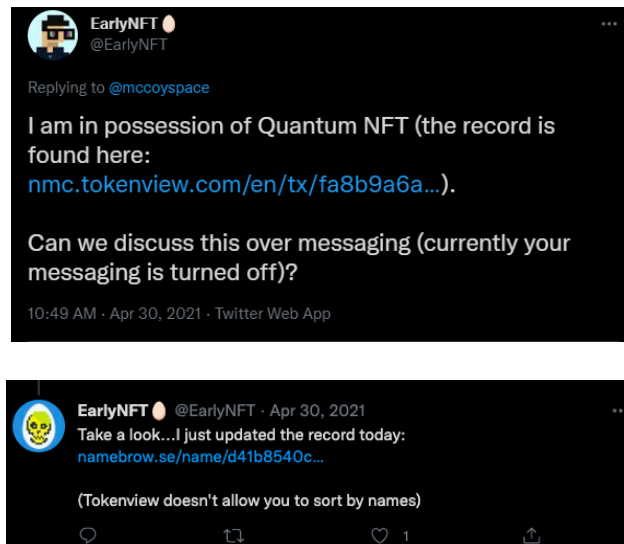 EarlyNFT
@EarlyNFT
Replying to @mccoyspace
I am in possession of Quantum NFT (the record is
found here:
nmc.tokenview.com/en/tx/fa8b9a6a...).
Can we discuss this over messaging (currently your
messaging is turned off)?
10:49 AM · Apr 30, 2021 · Twitter Web App
EarlyNFT @EarlyNFT · Apr 30, 2021
Take a look...I just updated the record today:
namebrow.se/name/d41b8540c...
(Tokenview doesn't allow you to sort by names)
1